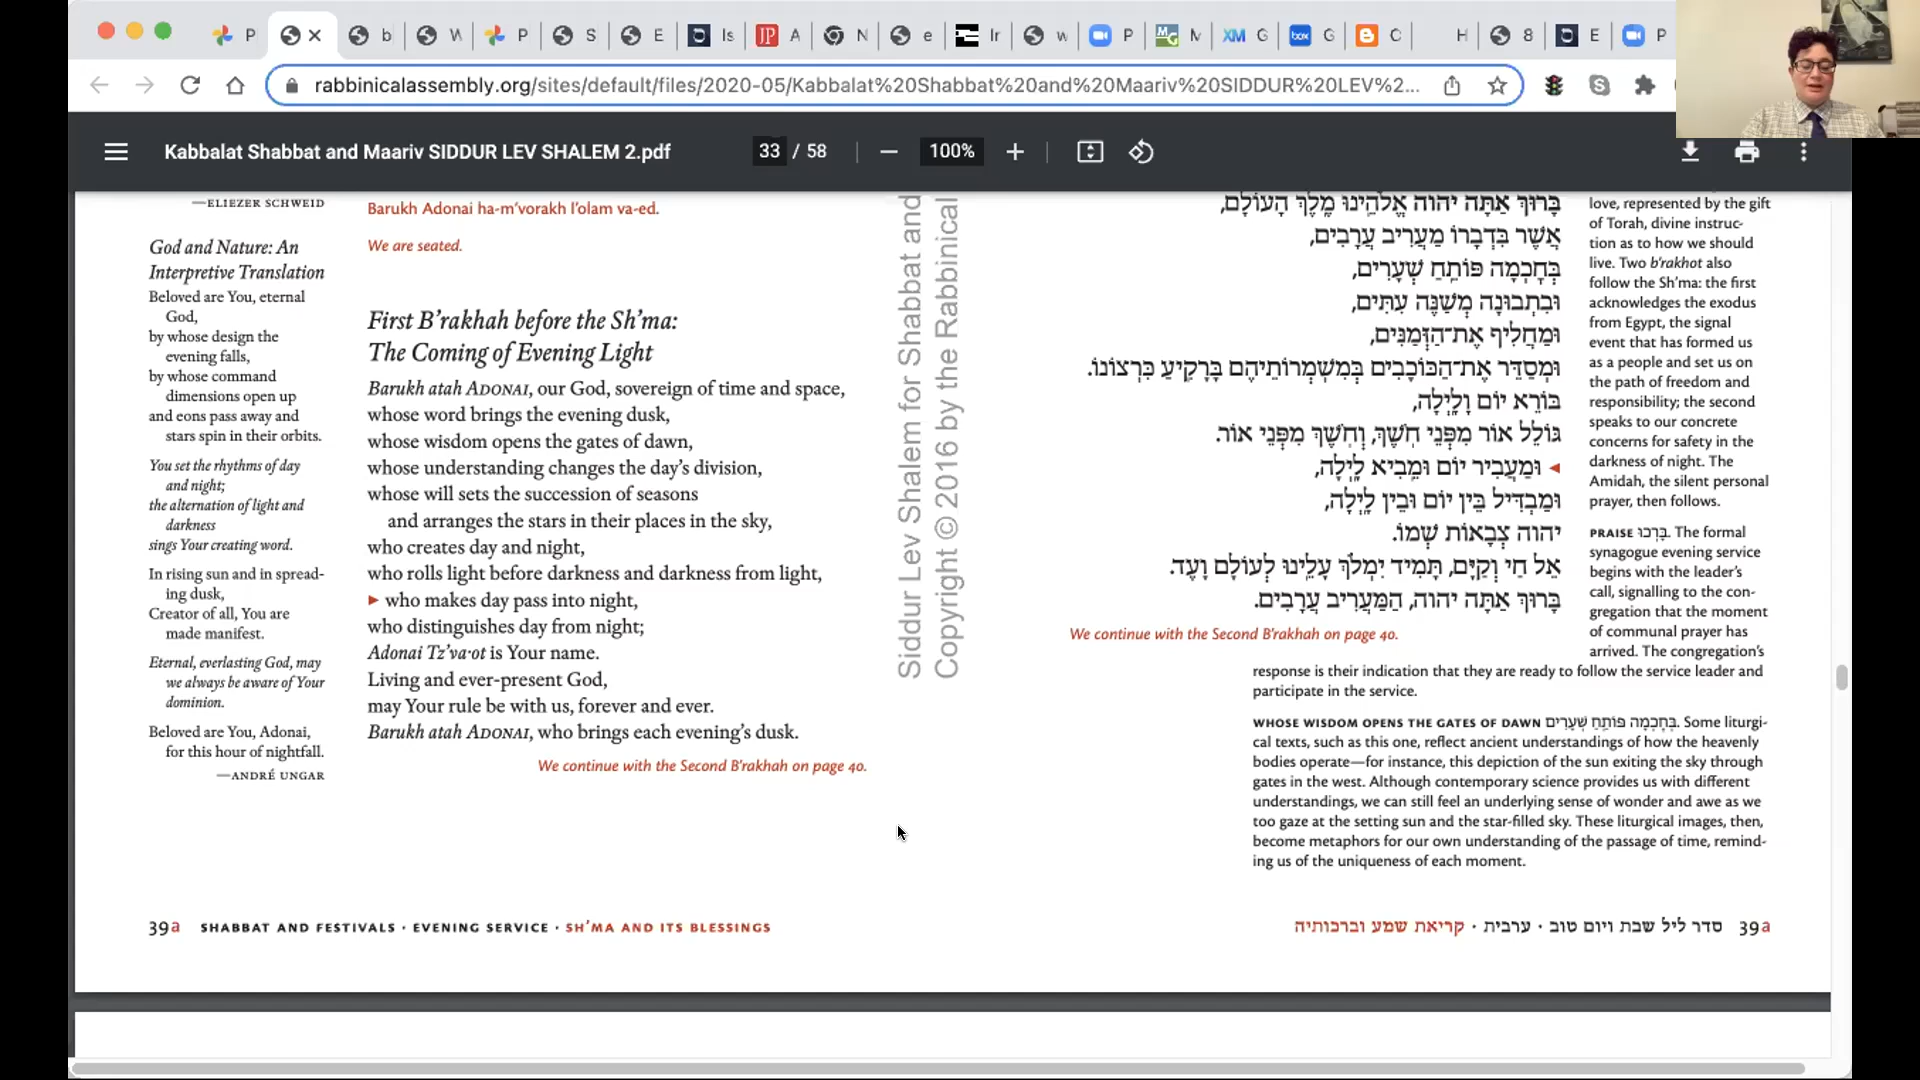 P
b
W
P
S
E
Is
A
N
e
Ir
w
P
M
G
G
C
H
8
E
P
rabbinicalassembly.org/sites/default/files/2020-05/Kabbalat%20Shabbat%20and%20Maariv%20SIDDUR%20LEV%2...
Kabbalat Shabbat and Maariv SIDDUR LEV SHALEM 2.pdf
33 / 58
100%
—ELIEZER SCHWEID
God and Nature: An
Interpretive Translation
Beloved are You, eternal
God,
by whose design the
evening falls,
by whose command
dimensions open up
and eons pass away and
stars spin in their orbits.
You set the rhythms of day
and night;
the alternation of light and
darkness
sings Your creating word.
In rising sun and in spread-
ing dusk,
Creator of all, You are
made manifest.
Eternal, everlasting God, may
we always be aware of Your
dominion.
Beloved are You, Adonai,
for this hour of nightfall.
—ANDRÉ UNGAR
Barukh Adonai ha-m'vorakh l'olam va-ed.
We are seated.
First B'rakhah before the Sh'ma:
The Coming of Evening Light
Barukh atah ADONAI, our God, sovereign of time and space,
whose word brings the evening dusk,
whose wisdom opens the gates of dawn,
whose understanding changes the day's division,
whose will sets the succession of seasons
and arranges the stars in their places in the sky,
who creates day and night,
who rolls light before darkness and darkness from light,
▶ who makes day pass into night,
who distinguishes day from night;
Adonai Tz'va·ot is Your name.
Living and ever-present God,
may Your rule be with us, forever and ever.
Barukh atah ADONAI, who brings each evening's dusk.
We continue with the Second B'rakhah on page 40.
Siddur Lev Shalem for Shabbat and
Copyright © 2016 by the Rabbinical
בָּרוּךְ אַתָּה יהוה אֱלֹהֵֽינוּ מֶֽלֶךְ הָעוֹלָם,
אֲשֶׁר בִּדְבָרוֹ מַעֲרִיב עֲרָבִים,
בְּחָכְמָה פּוֹתֵֽחַ שְׁעָרִים,
וּבִתְבוּנָה מְשַׁנֶּה עִתִּים,
וּמַחֲלִיף אֶת־הַזְּמַנִּים,
וּמְסַדֵּר אֶת־הַכּוֹכָבִים בְּמִשְׁמְרוֹתֵיהֶם בָּרָקִֽיעַ כִּרְצוֹנוֹ.
בּוֹרֵא יוֹם וָלַֽיְלָה,
גּוֹלֵל אוֹר מִפְּנֵי חֹֽשֶׁךְ, וְחֹֽשֶׁךְ מִפְּנֵי אוֹר.
◀ וּמַעֲבִיר יוֹם וּמֵבִיא לַֽיְלָה,
וּמַבְדִּיל בֵּין יוֹם וּבֵין לַֽיְלָה,
יהוה צְבָאוֹת שְׁמוֹ.
אֵל חַי וְקַיָּם, תָּמִיד יִמְלֹךְ עָלֵֽינוּ לְעוֹלָם וָעֶד.
בָּרוּךְ אַתָּה יהוה, הַמַּעֲרִיב עֲרָבִים.
We continue with the Second B'rakhah on page 40.
love, represented by the gift
of Torah, divine instruc-
tion as to how we should
live. Two b'rakhot also
follow the Sh'ma: the first
acknowledges the exodus
from Egypt, the signal
event that has formed us
as a people and set us on
the path of freedom and
responsibility; the second
speaks to our concrete
concerns for safety in the
darkness of night. The
Amidah, the silent personal
prayer, then follows.
PRAISE בָּרְכוּ. The formal
synagogue evening service
begins with the leader's
call, signalling to the con-
gregation that the moment
of communal prayer has
arrived. The congregation's
response is their indication that they are ready to follow the service leader and
participate in the service.
WHOSE WISDOM OPENS THE GATES OF DAWN בְּחָכְמָה פּוֹתֵֽחַ שְׁעָרִים. Some liturgi-
cal texts, such as this one, reflect ancient understandings of how the heavenly
bodies operate—for instance, this depiction of the sun exiting the sky through
gates in the west. Although contemporary science provides us with different
understandings, we can still feel an underlying sense of wonder and awe as we
too gaze at the setting sun and the star-filled sky. These liturgical images, then,
become metaphors for our own understanding of the passage of time, remind-
ing us of the uniqueness of each moment.
39a SHABBAT AND FESTIVALS · EVENING SERVICE · SH'MA AND ITS BLESSINGS
סדר ליל שבת ויום טוב · ערבית · קריאת שמע וברכותיה 39a